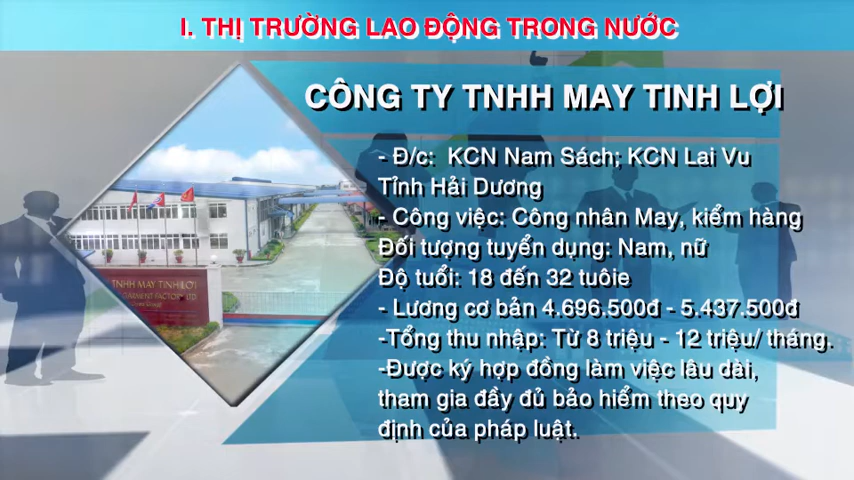 I. THỊ TRƯỜNG LAO ĐỘNG TRONG NƯỚC
CÔNG TY TNHH MAY TINH LỢI
- Đ/c: KCN Nam Sách; KCN Lai Vu
Tỉnh Hải Dương
- Công việc: Công nhân May, kiểm hàng
Đối tượng tuyển dụng: Nam, nữ
Độ tuổi: 18 đến 32 tuôie
- Lương cơ bản 4.696.500đ - 5.437.500đ
-Tổng thu nhập: Từ 8 triệu - 12 triệu/ tháng.
-Được ký hợp đồng làm việc lâu dài,
tham gia đầy đủ bảo hiểm theo quy
định của pháp luật.
TNHH MAY TINH LỢI
GARMENT FACTORY LTD.